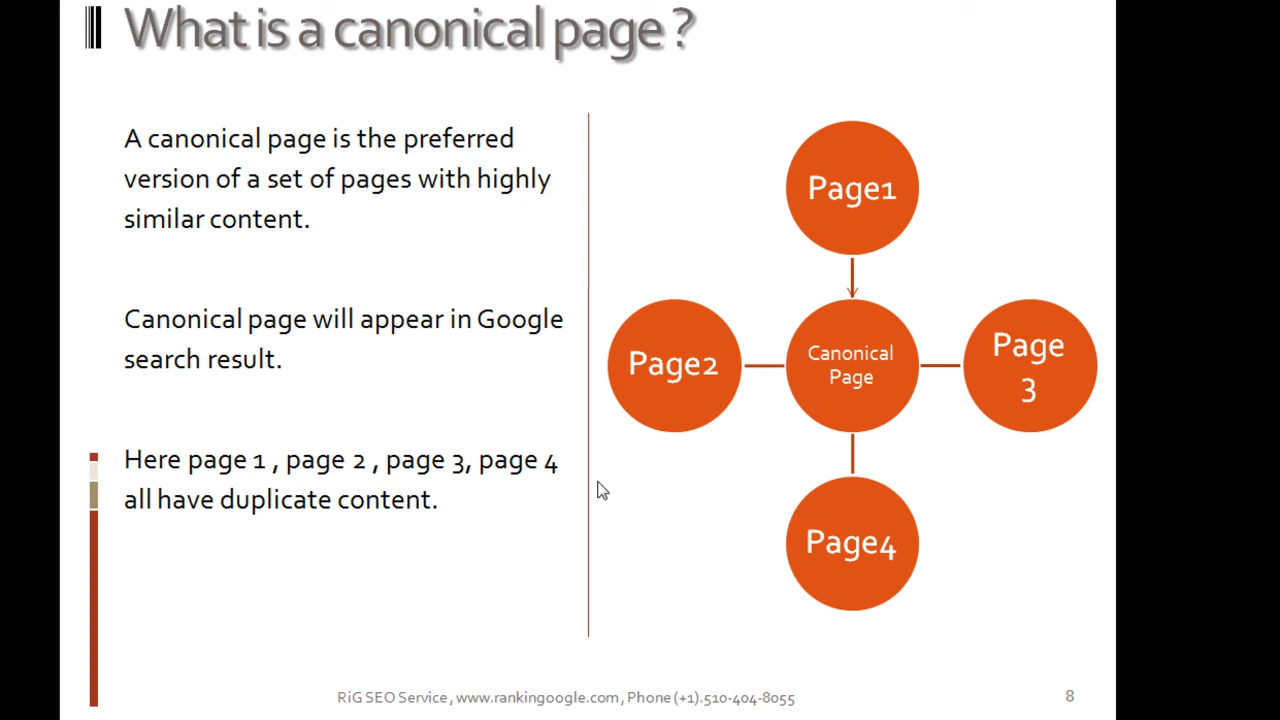 What is a canonical page ?
A canonical page is the preferred
version of a set of pages with highly
similar content.
Canonical page will appear in Google
search result.
Here page 1 , page 2 , page 3, page 4
all have duplicate content.
Page1
Page2
Canonical
Page
Page
3
Page4
RiG SEO Service , www.rankingoogle.com , Phone (+1).510-404-8055
8